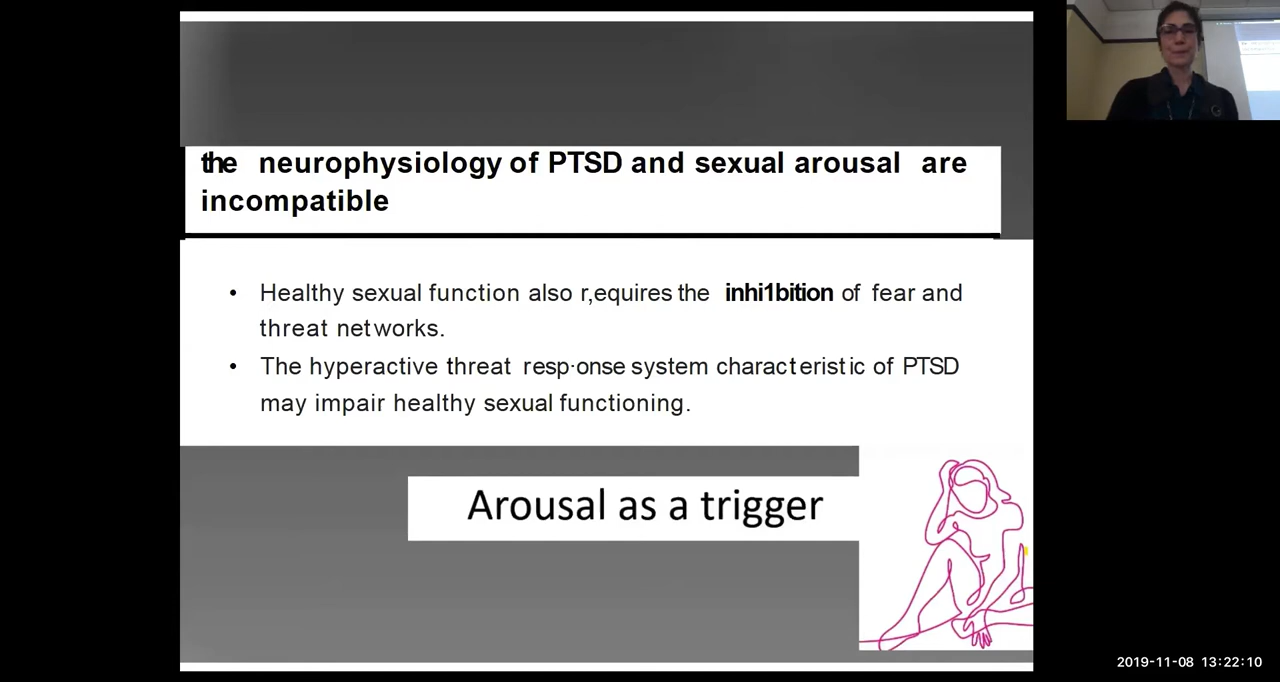 the neurophysiology of PTSD and sexual arousal are
incompatible
• Healthy sexual function also r,equires the inhi1bition of fear and
threat networks.
• The hyperactive threat resp·onse system characteristic of PTSD
may impair healthy sexual functioning.
Arousal as a trigger
2019-11-08 13:22:10